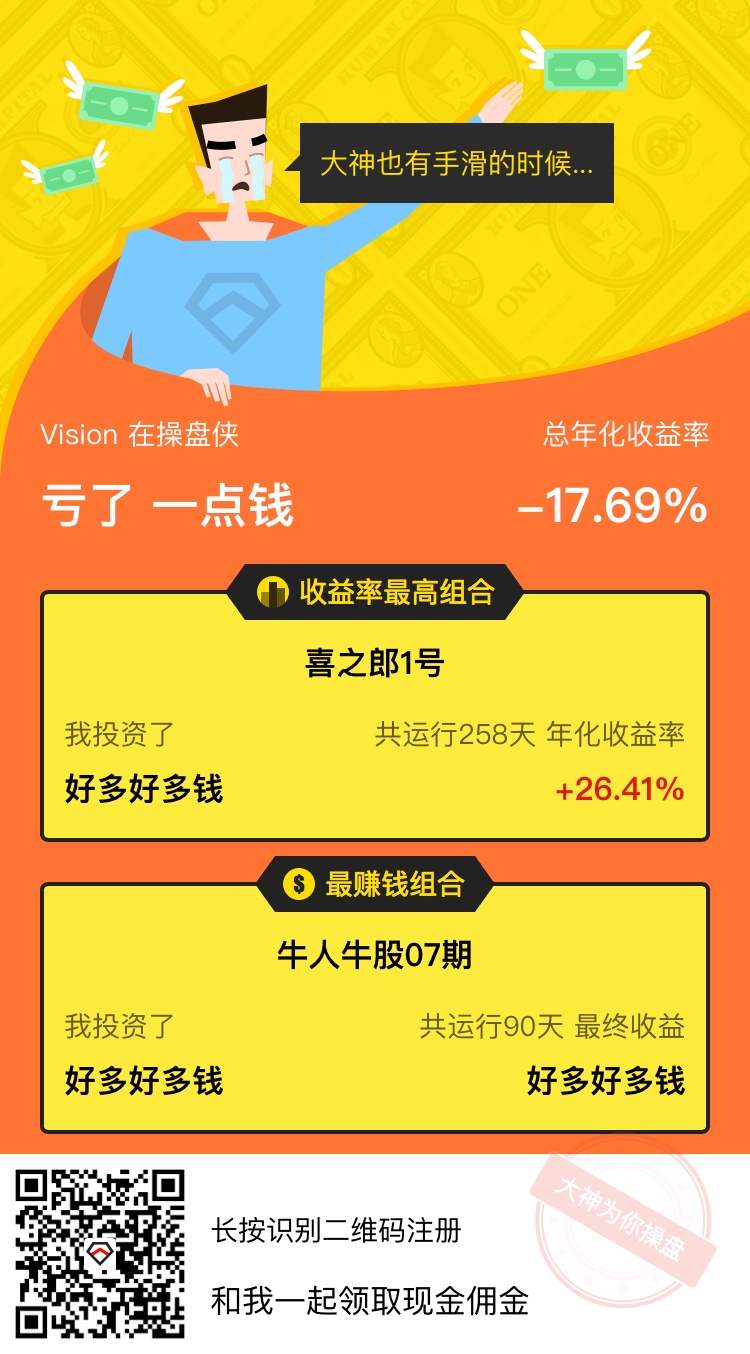 大神也有手滑的时候...
Vision 在操盘侠
总年化收益率
亏了 一点钱
-17.69%
收益率最高组合
喜之郎1号
我投资了
共运行258天 年化收益率
好多好多钱
+26.41%
$ 最赚钱组合
牛人牛股07期
我投资了
共运行90天 最终收益
好多好多钱
好多好多钱
大神为你操盘
长按识别二维码注册
和我一起领取现金佣金
HUMAN CA
ONE
ONE